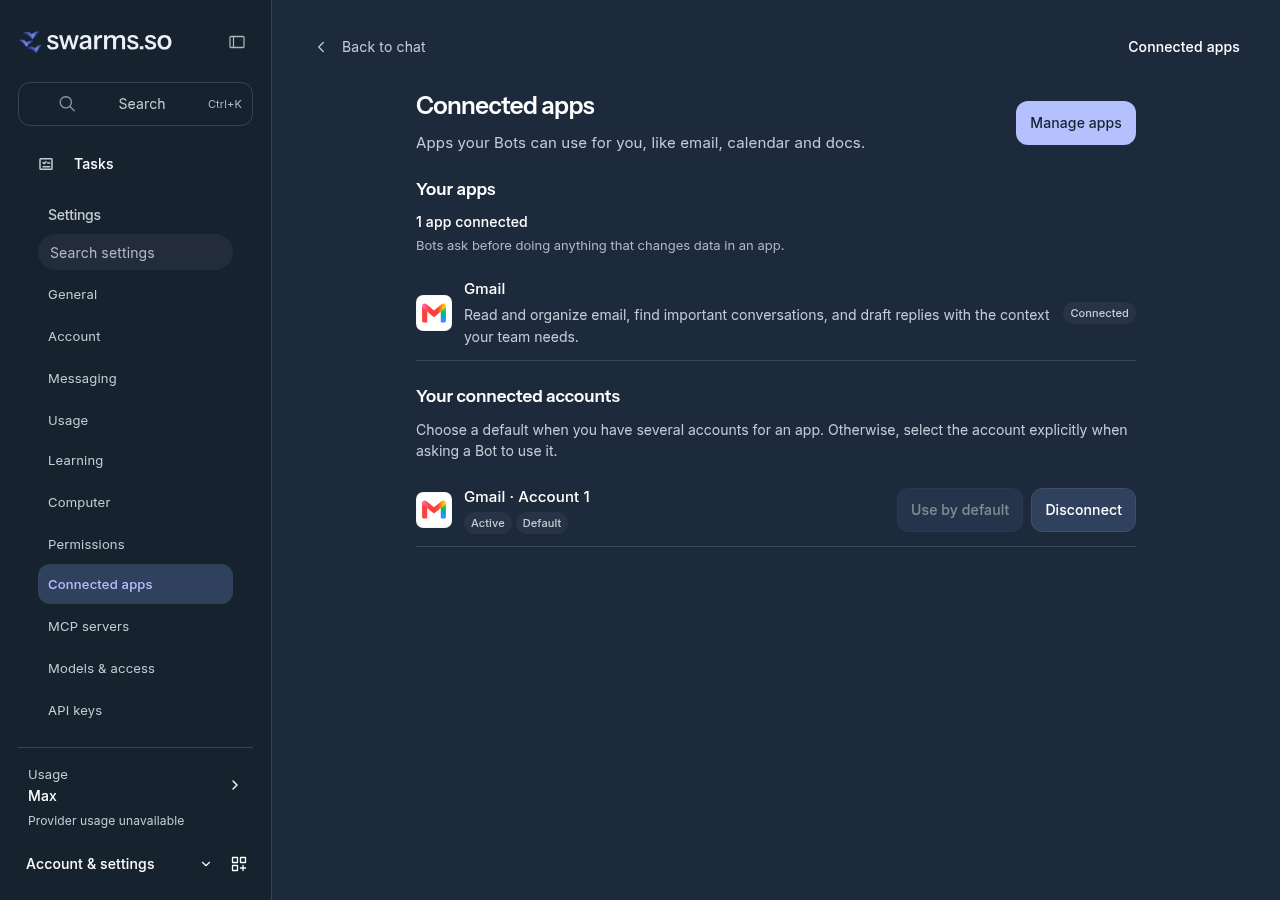 swarms.so
Search Ctrl+K
Tasks
Settings
Search settings
General
Account
Messaging
Usage
Learning
Computer
Permissions
Connected apps
MCP servers
Models & access
API keys
Usage
Max
Provider usage unavailable
Account & settings
Back to chat
Connected apps
Connected apps
Apps your Bots can use for you, like email, calendar and docs.
Manage apps
Your apps
1 app connected
Bots ask before doing anything that changes data in an app.
Gmail
Read and organize email, find important conversations, and draft replies with the context
your team needs.
Connected
Your connected accounts
Choose a default when you have several accounts for an app. Otherwise, select the account explicitly when
asking a Bot to use it.
Gmail · Account 1
Active Default
Use by default
Disconnect